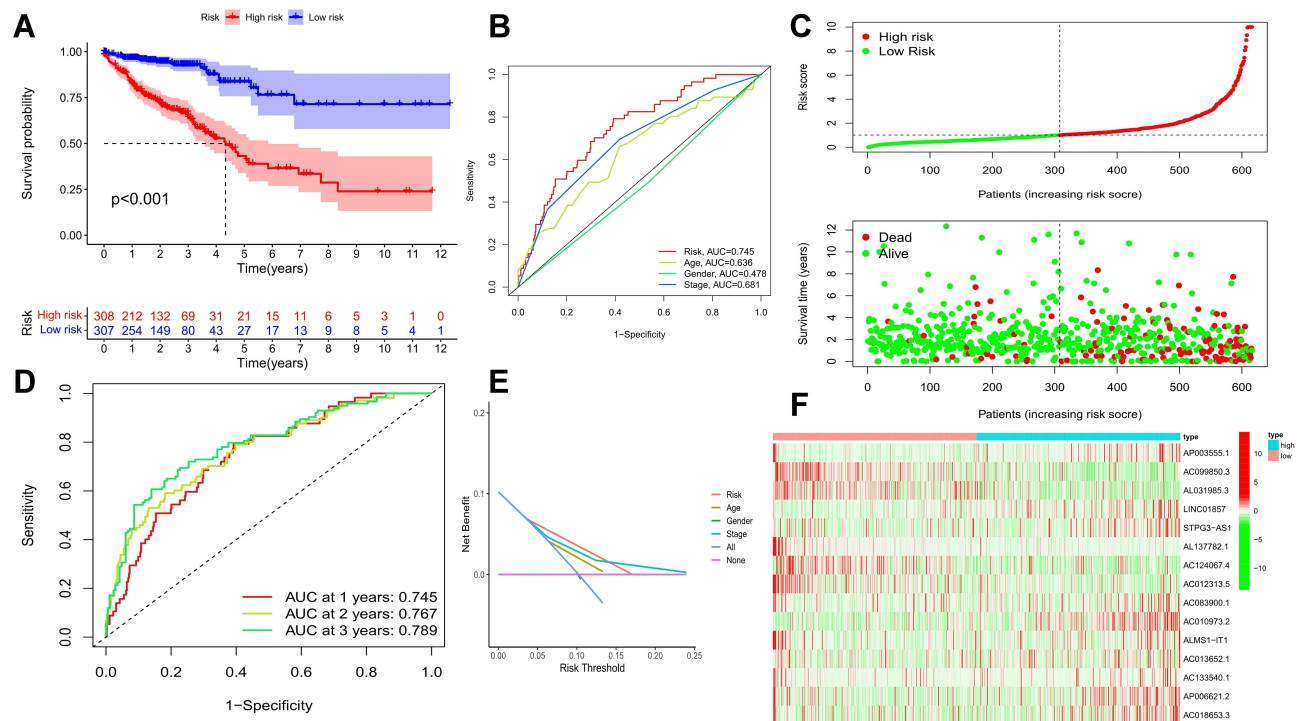 A
Risk High risk Low risk
Survival probability
1.00
0.75
0.50
0.25
0.00
p<0.001
0 1 2 3 4 5 6 7 8 9 10 11 12
Time(years)
Risk
High risk 308 212 132 69 31 21 15 11 6 5 3 1 0
Low risk 307 254 149 80 43 27 17 13 9 8 5 4 1
0 1 2 3 4 5 6 7 8 9 10 11 12
Time(years)
B
Sensitivity
1.0
0.8
0.6
0.4
0.2
0.0
Risk, AUC=0.745
Age, AUC=0.636
Gender, AUC=0.478
Stage, AUC=0.681
0.0 0.2 0.4 0.6 0.8 1.0
1-Specificity
C
Risk score
10
8
6
4
2
0
High risk
Low Risk
0 100 200 300 400 500 600
Patients (increasing risk socre)
Survival time (years)
12
10
8
6
4
2
0
Dead
Alive
0 100 200 300 400 500 600
Patients (increasing risk socre)
D
Sensitivity
1.0
0.8
0.6
0.4
0.2
0.0
AUC at 1 years: 0.745
AUC at 2 years: 0.767
AUC at 3 years: 0.789
0.0 0.2 0.4 0.6 0.8 1.0
1-Specificity
E
Net Benefit
0.2
0.1
0.0
0.00 0.05 0.10 0.15 0.20 0.25
Risk Threshold
Risk
Age
Gender
Stage
All
None
F
type
AP003555.1
AC099850.3
AL031985.3
LINC01857
STPG3-AS1
AL137782.1
AC124067.4
AC012313.5
AC083900.1
AC010973.2
ALMS1-IT1
AC013652.1
AC133540.1
AP006621.2
AC018653.3
10
5
0
-5
-10
type
high
low